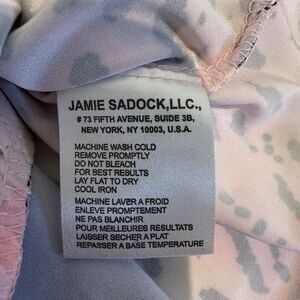 JAMIE SADOCK,LLC.,
# 73 FIFTH AVENUE, SUIDE 3B,
NEW YORK, NY 10003, U.S.A.
MACHINE WASH COLD
REMOVE PROMPTLY
DO NOT BLEACH
FOR BEST RESULTS
LAY FLAT TO DRY
COOL IRON
MACHINE LAVER A FROID
ENLEVE PROMPTEMENT
NE PAS BLANCHIR
POUR MEILLEURES RESULTATS
LAISSER SECHER A PLAT
REPASSER A BASE TEMPERATURE